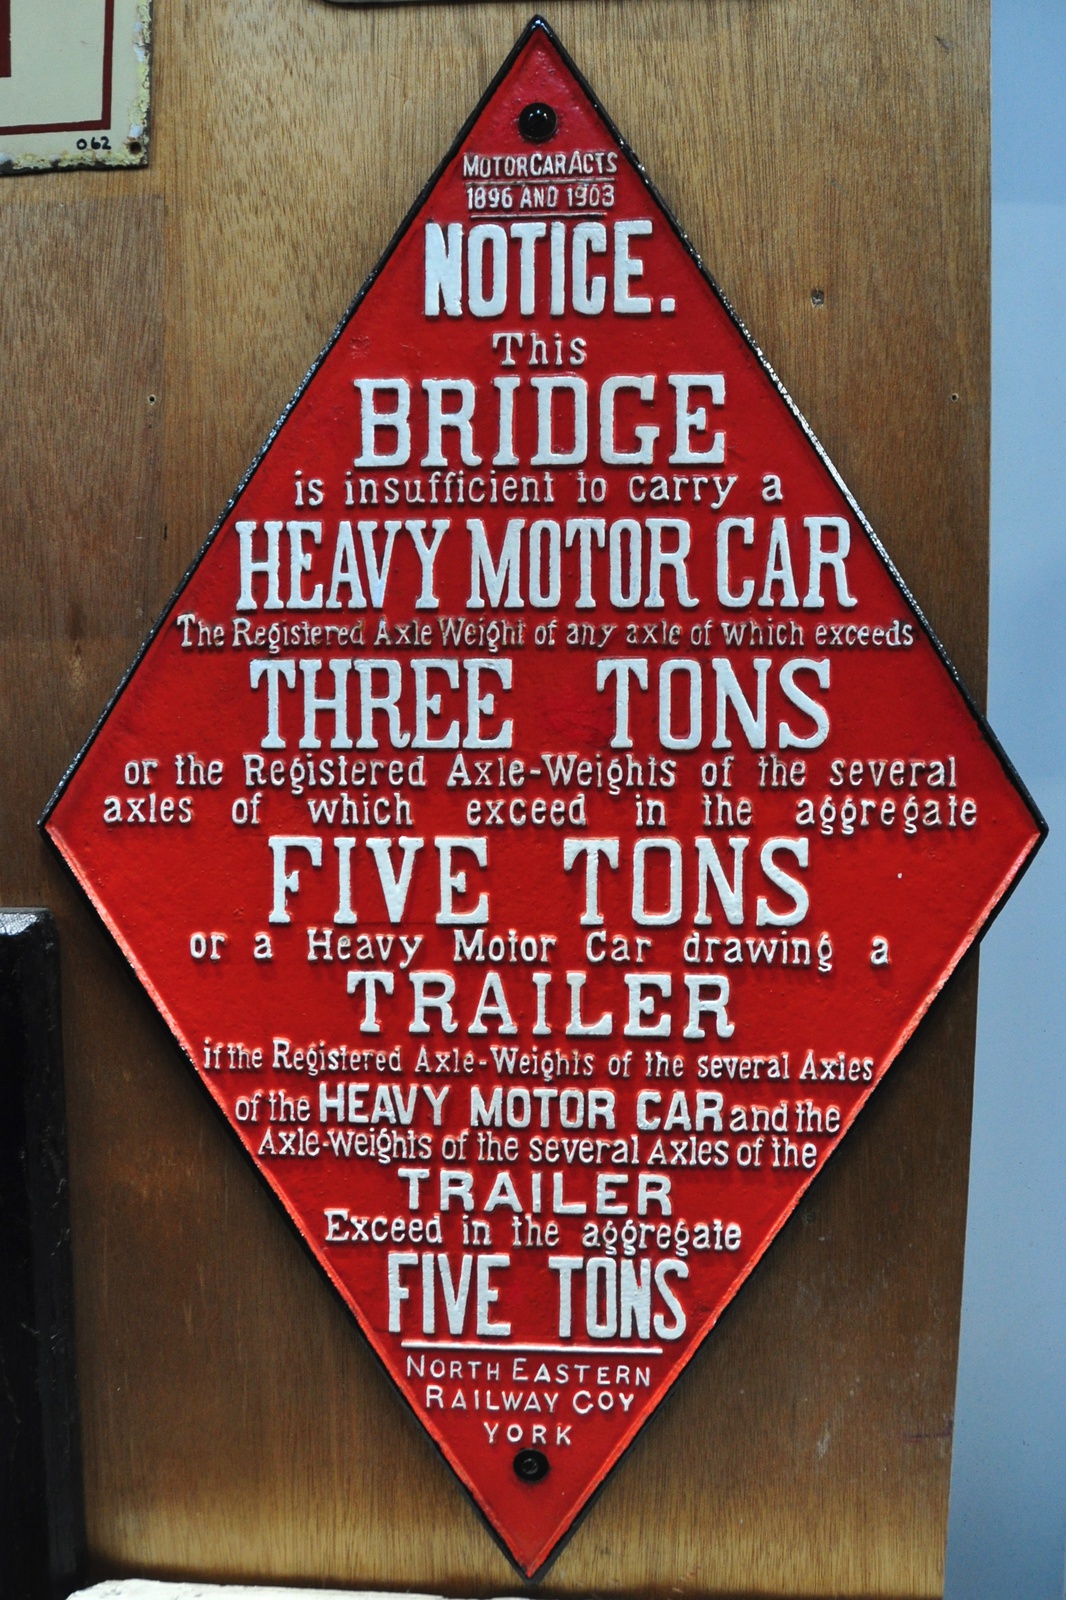 062
MOTOR CAR ACTS
1896 AND 1903
NOTICE.
This
BRIDGE
is insufficient to carry a
HEAVY MOTOR CAR
The Registered Axle Weight of any axle of which exceeds
THREE TONS
or the Registered Axle-Weights of the several
axles of which exceed in the aggregate
FIVE TONS
or a Heavy Motor Car drawing a
TRAILER
if the Registered Axle-Weights of the several Axles
of the HEAVY MOTOR CAR and the
Axle-Weights of the several Axles of the
TRAILER
Exceed in the aggregate
FIVE TONS
NORTH EASTERN
RAILWAY COY
YORK